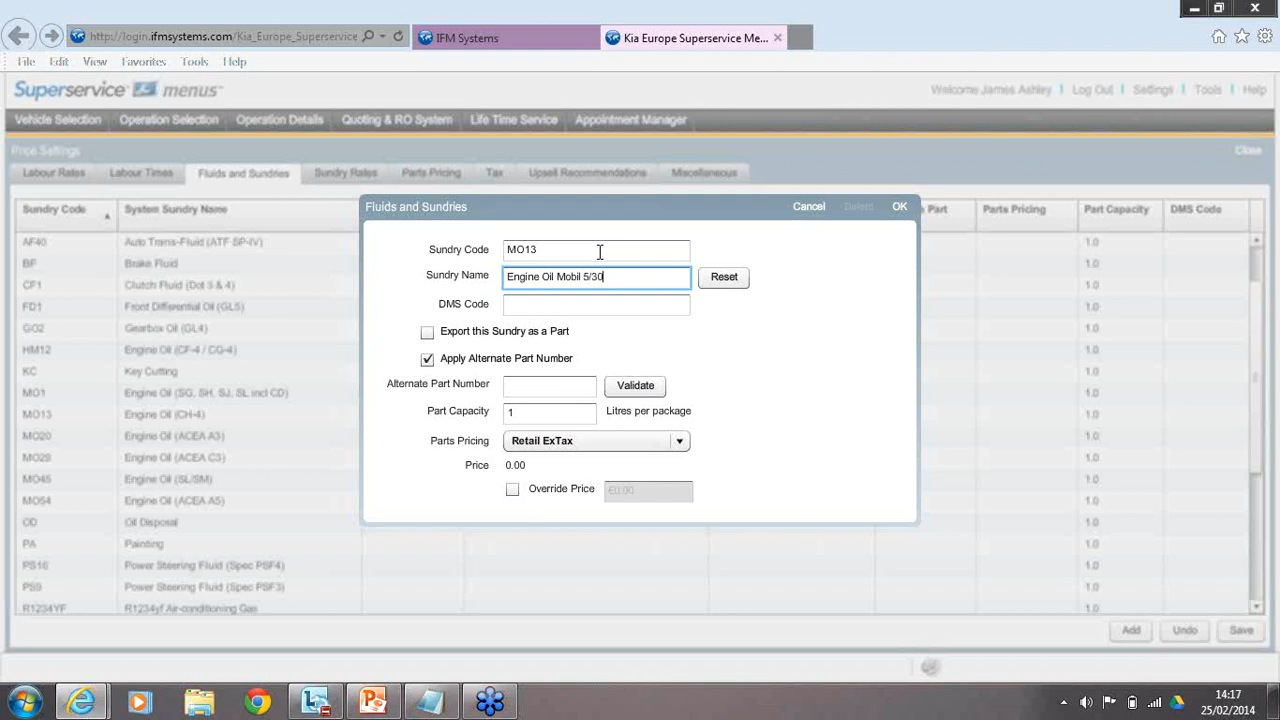 http://login.ifmsystems.com/Kia_Europe_Superservice
IFM Systems
Kia Europe Superservice Me...
File Edit View Favorites Tools Help
Superservice menus
Welcome James Ashley Log Out Settings Tools Help
Vehicle Selection Operation Selection Operation Details Quoting & RO System Life Time Service Appointment Manager
Price Settings Close
Labour Rates Labour Times Fluids and Sundries Sundry Rates Parts Pricing Tax Upsell Recommendations Miscellaneous
Sundry Code System Sundry Name Part Parts Pricing Part Capacity DMS Code
AF40 Auto Trans-Fluid (ATF SP-IV) 1.0
BF Brake Fluid 1.0
CF1 Clutch Fluid (Dot 3 & 4) 1.0
FD1 Front Differential Oil (GL5) 1.0
GO2 Gearbox Oil (GL4) 1.0
HM12 Engine Oil (CF-4 / CG-4) 1.0
KC Key Cutting 1.0
MO1 Engine Oil (SG, SH, SJ, SL incl CD) 1.0
MO13 Engine Oil (CH-4) 1.0
MO20 Engine Oil (ACEA A3) 1.0
MO29 Engine Oil (ACEA C3) 1.0
MO45 Engine Oil (SL/SM) 1.0
MO54 Engine Oil (ACEA A5) 1.0
OD Oil Disposal 1.0
PA Painting 1.0
PS16 Power Steering Fluid (Spec PSF4) 1.0
PS9 Power Steering Fluid (Spec PSF3) 1.0
R1234YF R1234yf Air-conditioning Gas 1.0
Fluids and Sundries Cancel Delete OK
Sundry Code MO13
Sundry Name Engine Oil Mobil 5/30 Reset
DMS Code
Export this Sundry as a Part
Apply Alternate Part Number
Alternate Part Number Validate
Part Capacity 1 Litres per package
Parts Pricing Retail ExTax
Price 0.00
Override Price €0.00
Add Undo Save
14:17
25/02/2014